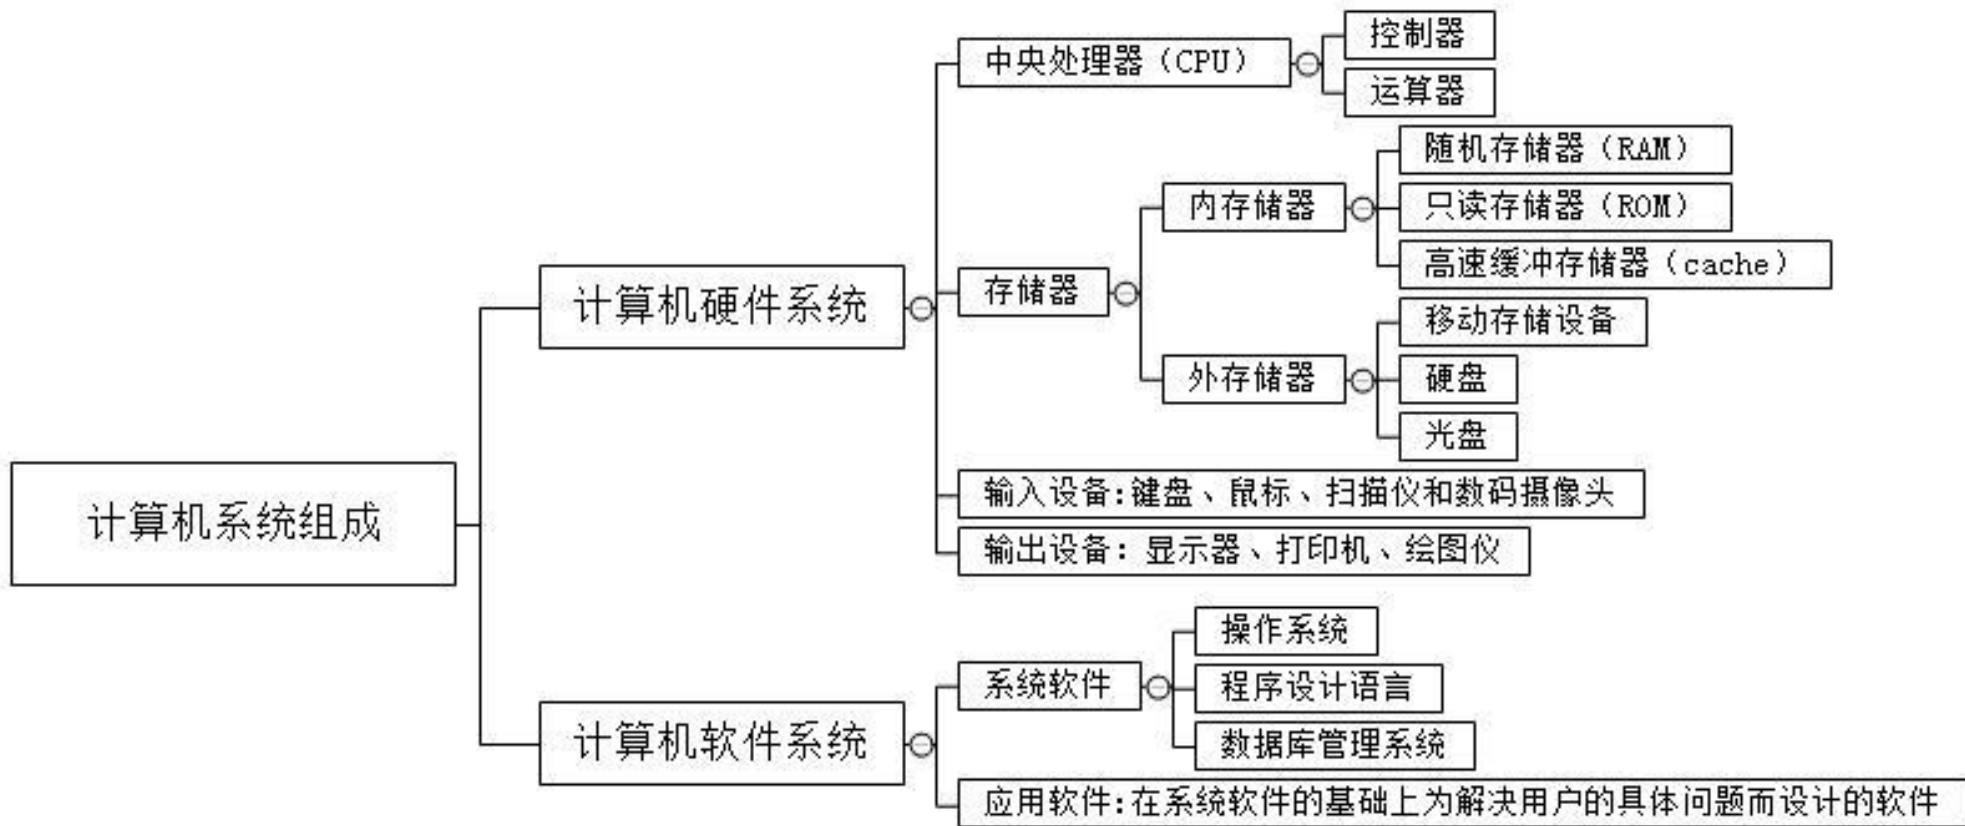 计算机系统组成
计算机硬件系统
中央处理器（CPU）
控制器
运算器
存储器
内存储器
随机存储器（RAM）
只读存储器（ROM）
高速缓冲存储器（cache）
外存储器
移动存储设备
硬盘
光盘
输入设备:键盘、鼠标、扫描仪和数码摄像头
输出设备：显示器、打印机、绘图仪
计算机软件系统
系统软件
操作系统
程序设计语言
数据库管理系统
应用软件:在系统软件的基础上为解决用户的具体问题而设计的软件